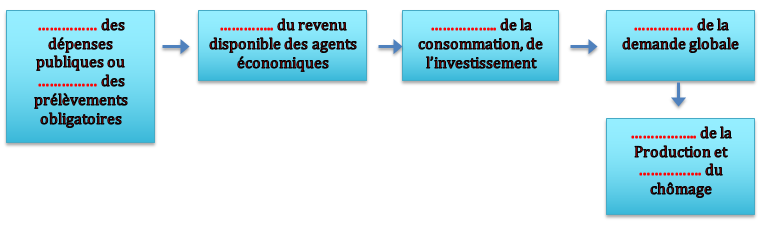 …………… des
dépenses
publiques ou
…………… des
prélèvements
obligatoires
………….. du revenu
disponible des agents
économiques
…………….. de la
consommation, de
l’investissement
…………… de la
demande globale
…………….. de la
Production et
……………. du
chômage